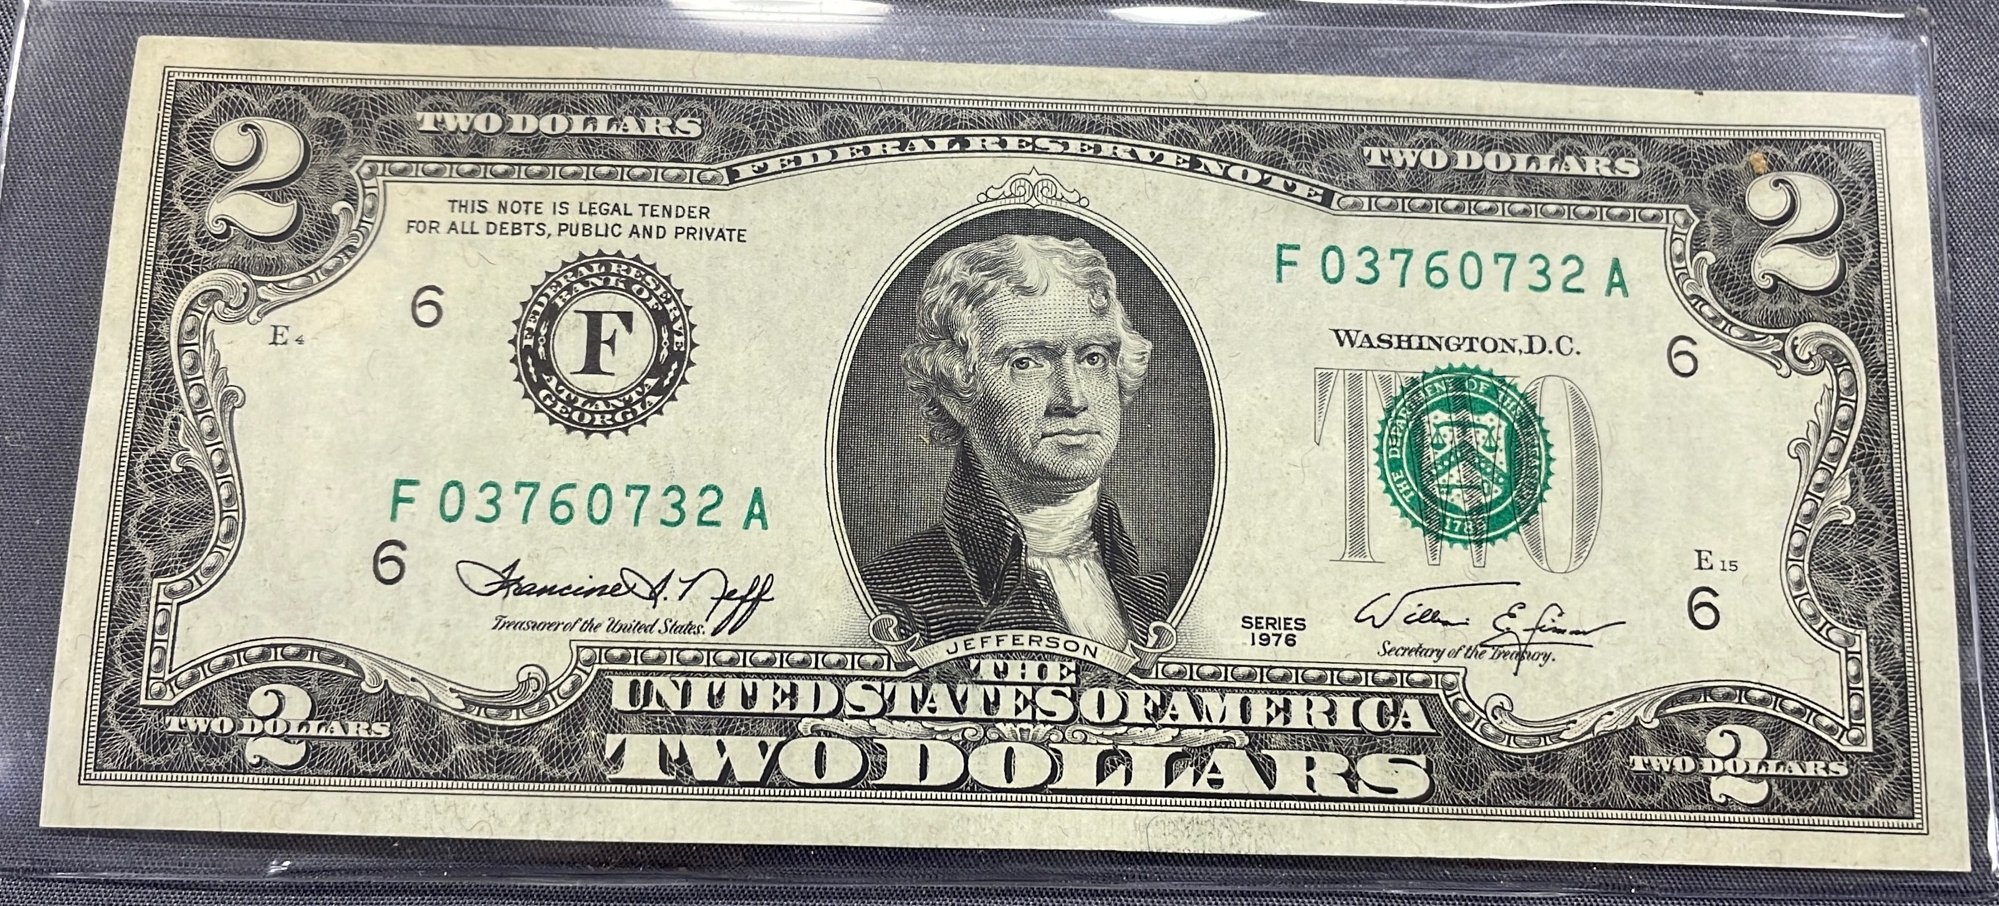 2
TWO DOLLARS
FEDERAL RESERVE NOTE
TWO DOLLARS
2
THIS NOTE IS LEGAL TENDER
FOR ALL DEBTS, PUBLIC AND PRIVATE
F 03760732 A
6
E4
FEDERAL RESERVE
BANK OF
F
ATLANTA
GEORGIA
WASHINGTON, D.C.
6
TWO
THE DEPARTMENT OF THE TREASURY
1789
F 03760732 A
6
Francine I. Neff
Treasurer of the United States.
JEFFERSON
SERIES
1976
William E. Simon
Secretary of the Treasury.
E15
6
THE
UNITED STATES OF AMERICA
TWO DOLLARS
2
TWO DOLLARS
TWO DOLLARS
2